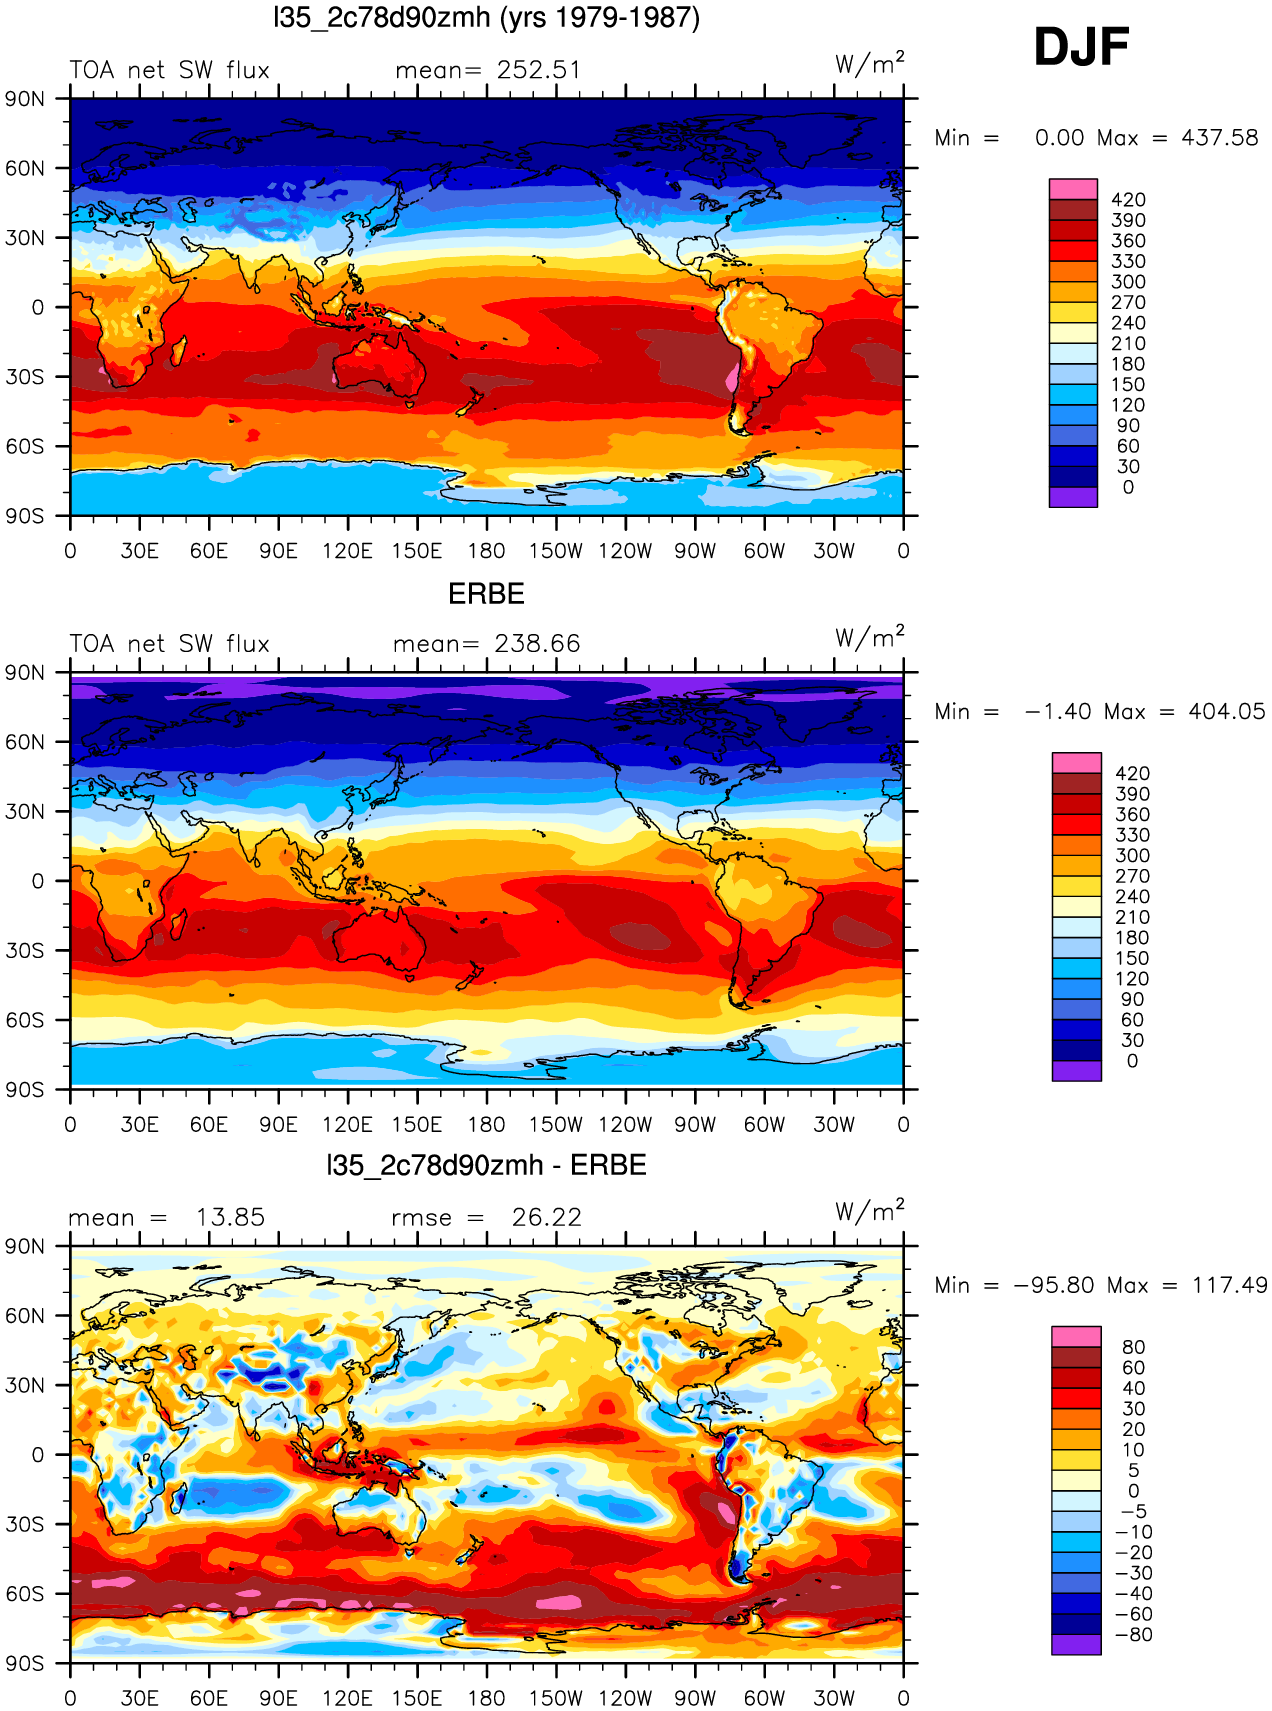 l35_2c78d90zmh (yrs 1979-1987)
DJF
TOA net SW flux mean= 252.51 W/m²
Min = 0.00 Max = 437.58
90N
60N
30N
0
30S
60S
90S
0 30E 60E 90E 120E 150E 180 150W 120W 90W 60W 30W 0
420
390
360
330
300
270
240
210
180
150
120
90
60
30
0
ERBE
TOA net SW flux mean= 238.66 W/m²
Min = −1.40 Max = 404.05
90N
60N
30N
0
30S
60S
90S
0 30E 60E 90E 120E 150E 180 150W 120W 90W 60W 30W 0
420
390
360
330
300
270
240
210
180
150
120
90
60
30
0
l35_2c78d90zmh - ERBE
mean = 13.85 rmse = 26.22 W/m²
Min = −95.80 Max = 117.49
90N
60N
30N
0
30S
60S
90S
0 30E 60E 90E 120E 150E 180 150W 120W 90W 60W 30W 0
80
60
40
30
20
10
5
0
−5
−10
−20
−30
−40
−60
−80